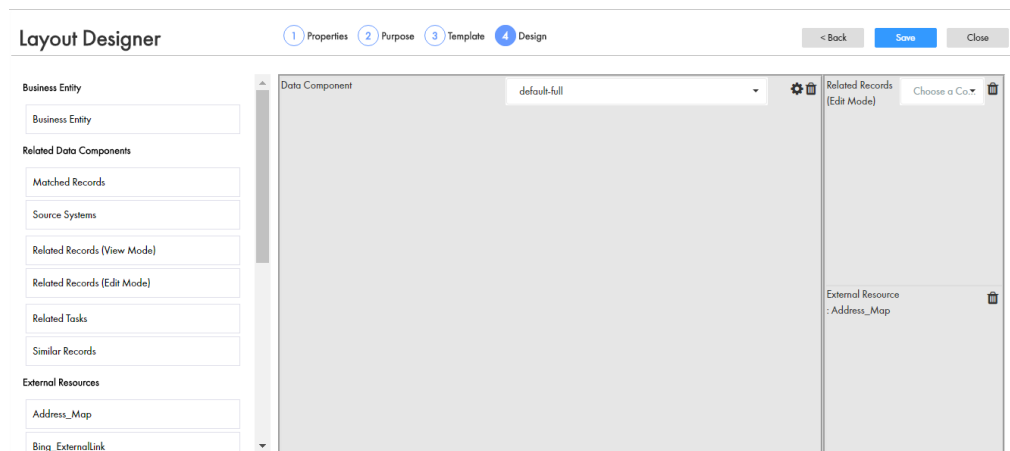 Layout Designer
1 Properties 2 Purpose 3 Template 4 Design
< Back Save Close
Business Entity
Business Entity
Related Data Components
Matched Records
Source Systems
Related Records (View Mode)
Related Records (Edit Mode)
Related Tasks
Similar Records
External Resources
Address_Map
Bing_ExternalLink
Data Component
default-full
Related Records
(Edit Mode)
Choose a Co...
External Resource
: Address_Map